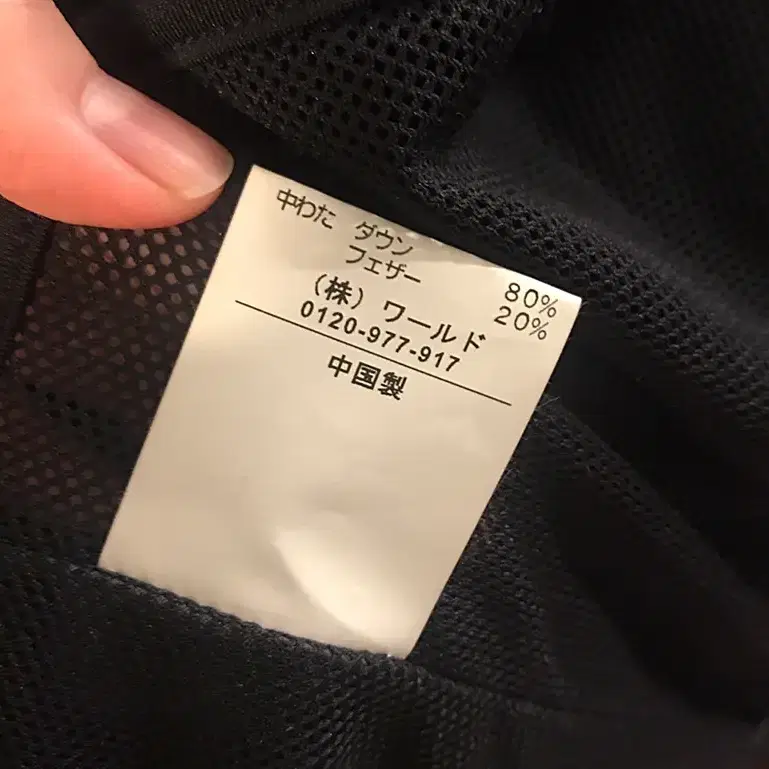 中わた ダウン 80%
フェザー 20%
（株）ワールド
0120-977-917
中国製